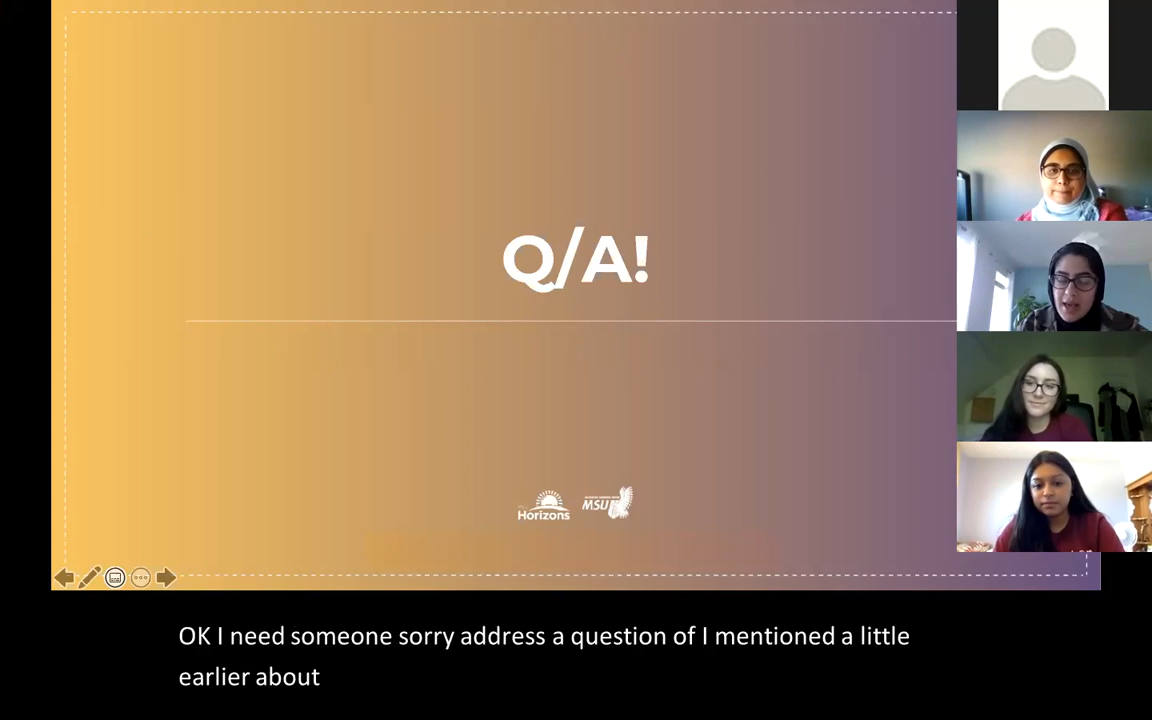 Q/A!
Horizons
MSU
OK I need someone sorry address a question of I mentioned a little
earlier about